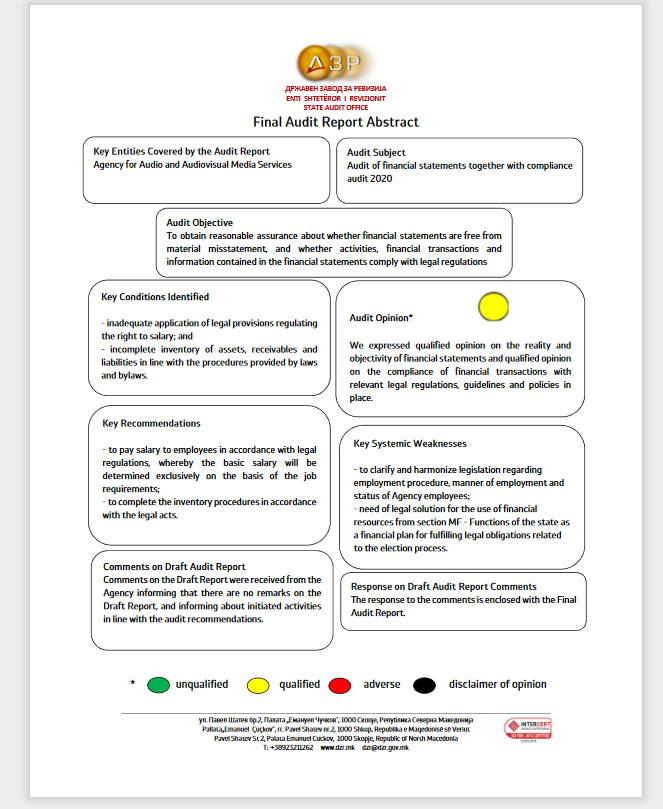 ДЗР
ДРЖАВЕН ЗАВОД ЗА РЕВИЗИЈА
ENTI SHTETËROR I REVIZIONIT
STATE AUDIT OFFICE
Final Audit Report Abstract
Key Entities Covered by the Audit Report
Agency for Audio and Audiovisual Media Services
Audit Subject
Audit of financial statements together with compliance
audit 2020
Audit Objective
To obtain reasonable assurance about whether financial statements are free from
material misstatement, and whether activities, financial transactions and
information contained in the financial statements comply with legal regulations
Key Conditions Identified
- inadequate application of legal provisions regulating
the right to salary; and
- incomplete inventory of assets, receivables and
liabilities in line with the procedures provided by laws
and bylaws.
Audit Opinion*
We expressed qualified opinion on the reality and
objectivity of financial statements and qualified opinion
on the compliance of financial transactions with
relevant legal regulations, guidelines and policies in
place.
Key Recommendations
- to pay salary to employees in accordance with legal
regulations, whereby the basic salary will be
determined exclusively on the basis of the job
requirements;
- to complete the inventory procedures in accordance
with the legal acts.
Key Systemic Weaknesses
- to clarify and harmonize legislation regarding
employment procedure, manner of employment and
status of Agency employees;
- need of legal solution for the use of financial
resources from section MF - Functions of the state as
a financial plan for fulfilling legal obligations related
to the election process.
Comments on Draft Audit Report
Comments on the Draft Report were received from the
Agency informing that there are no remarks on the
Draft Report, and informing about initiated activities
in line with the audit recommendations.
Response on Draft Audit Report Comments
The response to the comments is enclosed with the Final
Audit Report.
* unqualified qualified adverse disclaimer of opinion
ул. Павел Шатев бр.2, Палата „Емануел Чучков“, 1000 Скопје, Република Северна Македонија
Pallata„Emanuel Çuçkov“, rr. Pavel Shatev nr.2, 1000 Shkup, Republika e Maqedonisë së Veriut
Pavel Shatev St.2, Palata Emanuel Cuckov, 1000 Skopje, Republic of North Macedonia
T: +38923211262 www.dzr.mk dzr@dzr.gov.mk
INTERCERT